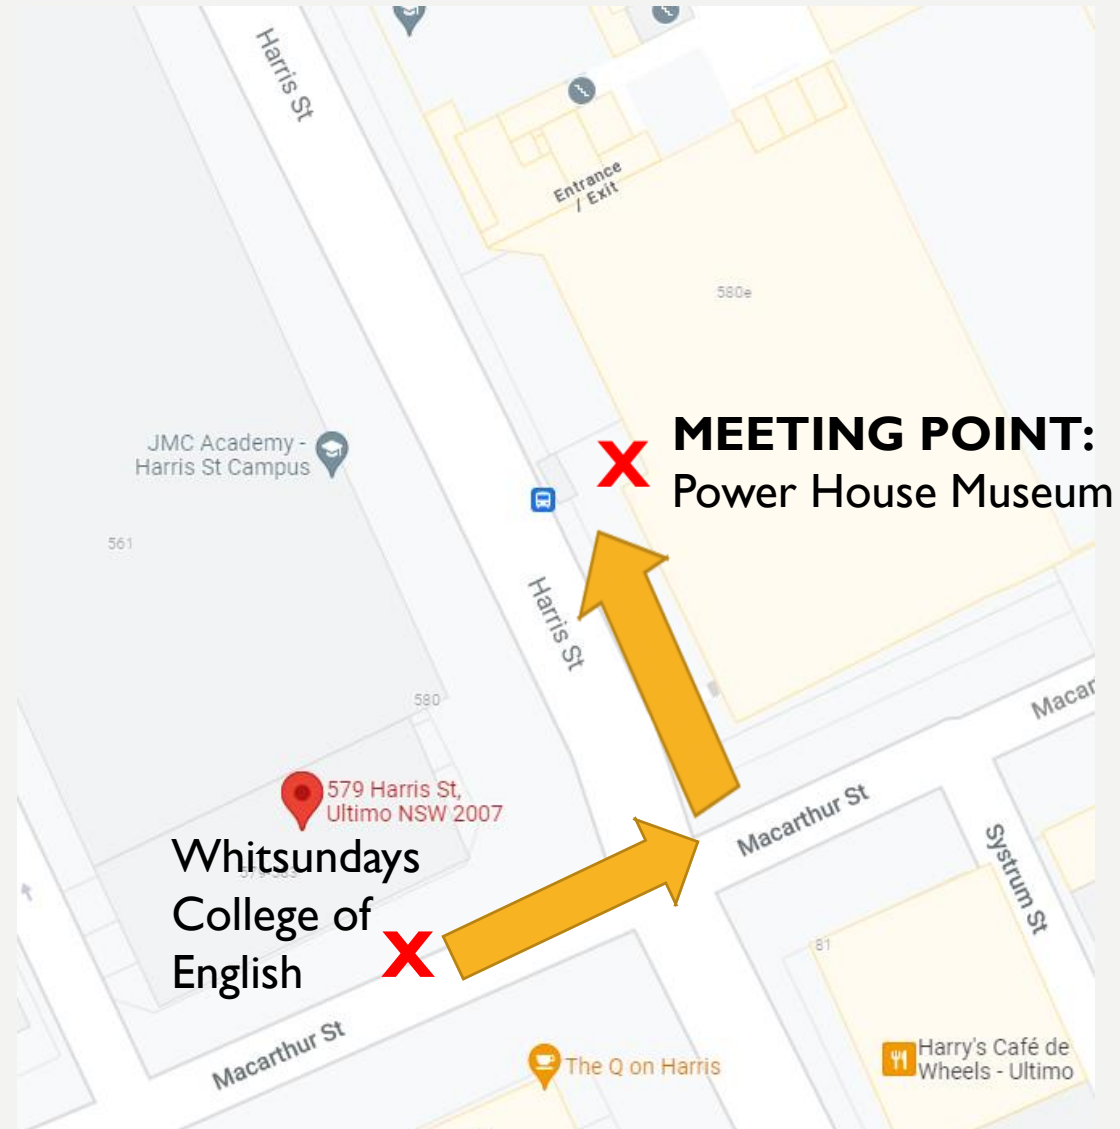 Harris St
Entrance
/ Exit
580e
MEETING POINT:
Power House Museum
X
JMC Academy -
Harris St Campus
561
Harris St
580
Macar
579 Harris St,
Ultimo NSW 2007
Macarthur St
Whitsundays
College of
English
X
Systrum St
81
Macarthur St
The Q on Harris
Harry's Café de
Wheels - Ultimo